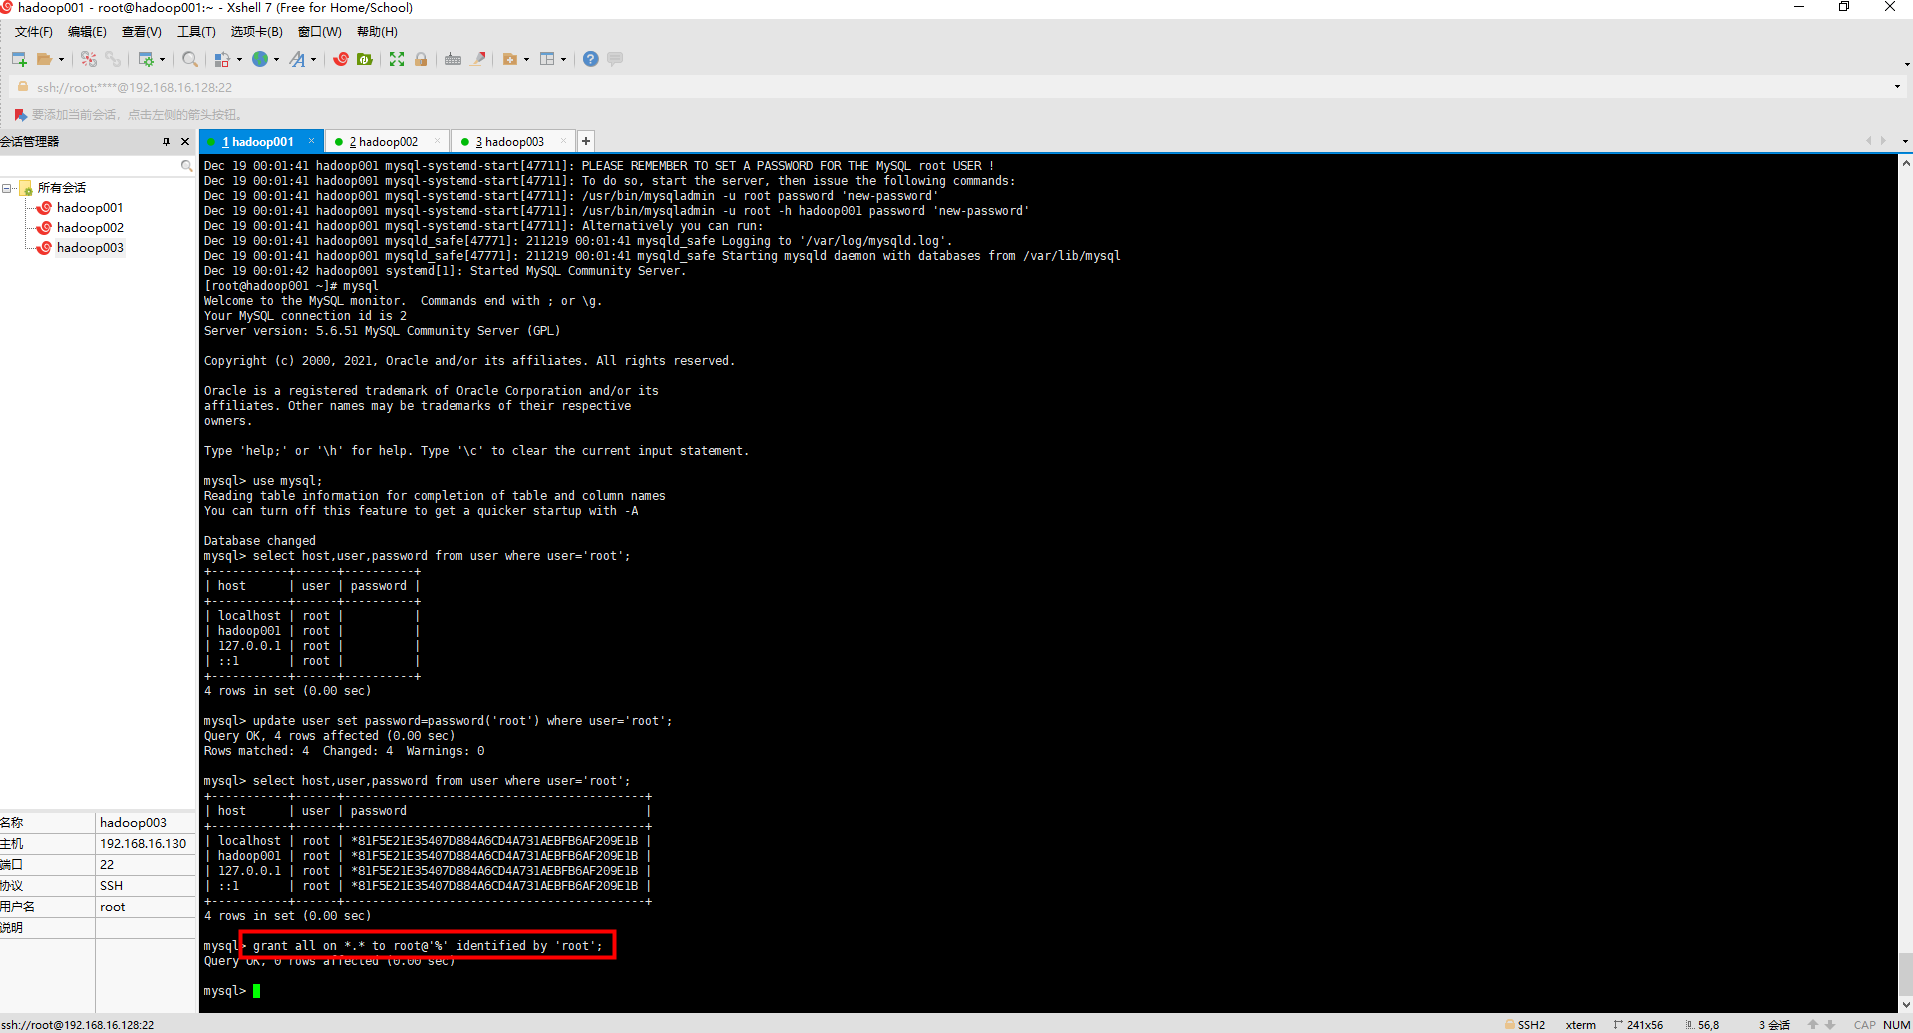 hadoop001 - root@hadoop001:~ - Xshell 7 (Free for Home/School)
文件(F) 编辑(E) 查看(V) 工具(T) 选项卡(B) 窗口(W) 帮助(H)
ssh://root:****@192.168.16.128:22
要添加当前会话，点击左侧的箭头按钮。
会话管理器
1 hadoop001
2 hadoop002
3 hadoop003
所有会话
hadoop001
hadoop002
hadoop003
名称 hadoop003
主机 192.168.16.130
端口 22
协议 SSH
用户名 root
说明
Dec 19 00:01:41 hadoop001 mysql-systemd-start[47711]: PLEASE REMEMBER TO SET A PASSWORD FOR THE MySQL root USER !
Dec 19 00:01:41 hadoop001 mysql-systemd-start[47711]: To do so, start the server, then issue the following commands:
Dec 19 00:01:41 hadoop001 mysql-systemd-start[47711]: /usr/bin/mysqladmin -u root password 'new-password'
Dec 19 00:01:41 hadoop001 mysql-systemd-start[47711]: /usr/bin/mysqladmin -u root -h hadoop001 password 'new-password'
Dec 19 00:01:41 hadoop001 mysql-systemd-start[47711]: Alternatively you can run:
Dec 19 00:01:41 hadoop001 mysqld_safe[47771]: 211219 00:01:41 mysqld_safe Logging to '/var/log/mysqld.log'.
Dec 19 00:01:41 hadoop001 mysqld_safe[47771]: 211219 00:01:41 mysqld_safe Starting mysqld daemon with databases from /var/lib/mysql
Dec 19 00:01:42 hadoop001 systemd[1]: Started MySQL Community Server.
[root@hadoop001 ~]# mysql
Welcome to the MySQL monitor.  Commands end with ; or \g.
Your MySQL connection id is 2
Server version: 5.6.51 MySQL Community Server (GPL)
Copyright (c) 2000, 2021, Oracle and/or its affiliates. All rights reserved.
Oracle is a registered trademark of Oracle Corporation and/or its
affiliates. Other names may be trademarks of their respective
owners.
Type 'help;' or '\h' for help. Type '\c' to clear the current input statement.
mysql> use mysql;
Reading table information for completion of table and column names
You can turn off this feature to get a quicker startup with -A
Database changed
mysql> select host,user,password from user where user='root';
+-----------+------+----------+
| host      | user | password |
+-----------+------+----------+
| localhost | root |          |
| hadoop001 | root |          |
| 127.0.0.1 | root |          |
| ::1       | root |          |
+-----------+------+----------+
4 rows in set (0.00 sec)
mysql> update user set password=password('root') where user='root';
Query OK, 4 rows affected (0.00 sec)
Rows matched: 4  Changed: 4  Warnings: 0
mysql> select host,user,password from user where user='root';
+-----------+------+-------------------------------------------+
| host      | user | password                                  |
+-----------+------+-------------------------------------------+
| localhost | root | *81F5E21E35407D884A6CD4A731AEBFB6AF209E1B |
| hadoop001 | root | *81F5E21E35407D884A6CD4A731AEBFB6AF209E1B |
| 127.0.0.1 | root | *81F5E21E35407D884A6CD4A731AEBFB6AF209E1B |
| ::1       | root | *81F5E21E35407D884A6CD4A731AEBFB6AF209E1B |
+-----------+------+-------------------------------------------+
4 rows in set (0.00 sec)
mysql> grant all on *.* to root@'%' identified by 'root';
Query OK, 0 rows affected (0.00 sec)
mysql>
ssh://root@192.168.16.128:22 SSH2 xterm 241x56 56,8 3 会话 CAP NUM